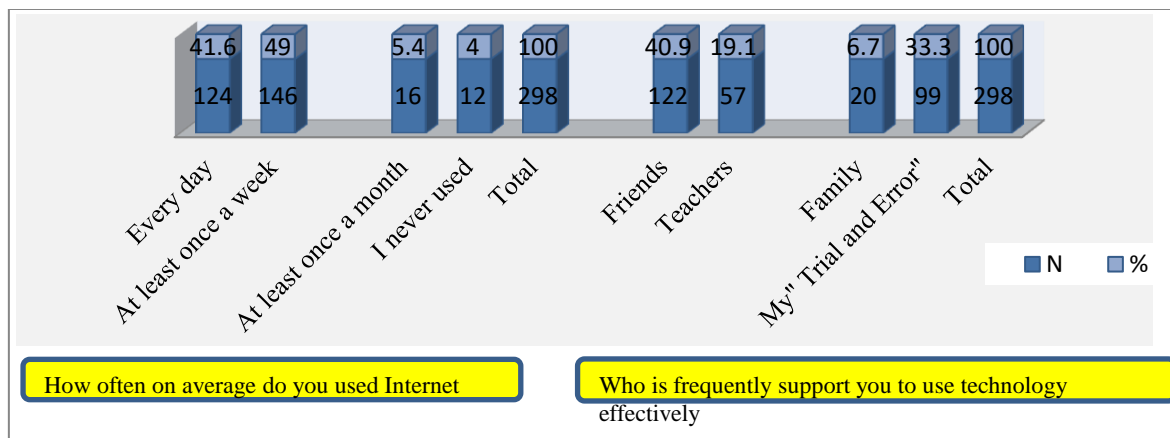 41.6 49 5.4 4 100 40.9 19.1 6.7 33.3 100
124 146 16 12 298 122 57 20 99 298
Every day
At least once a week
At least once a month
I never used
Total
Friends
Teachers
Family
My" Trial and Error"
Total
N %
How often on average do you used Internet
Who is frequently support you to use technology
effectively